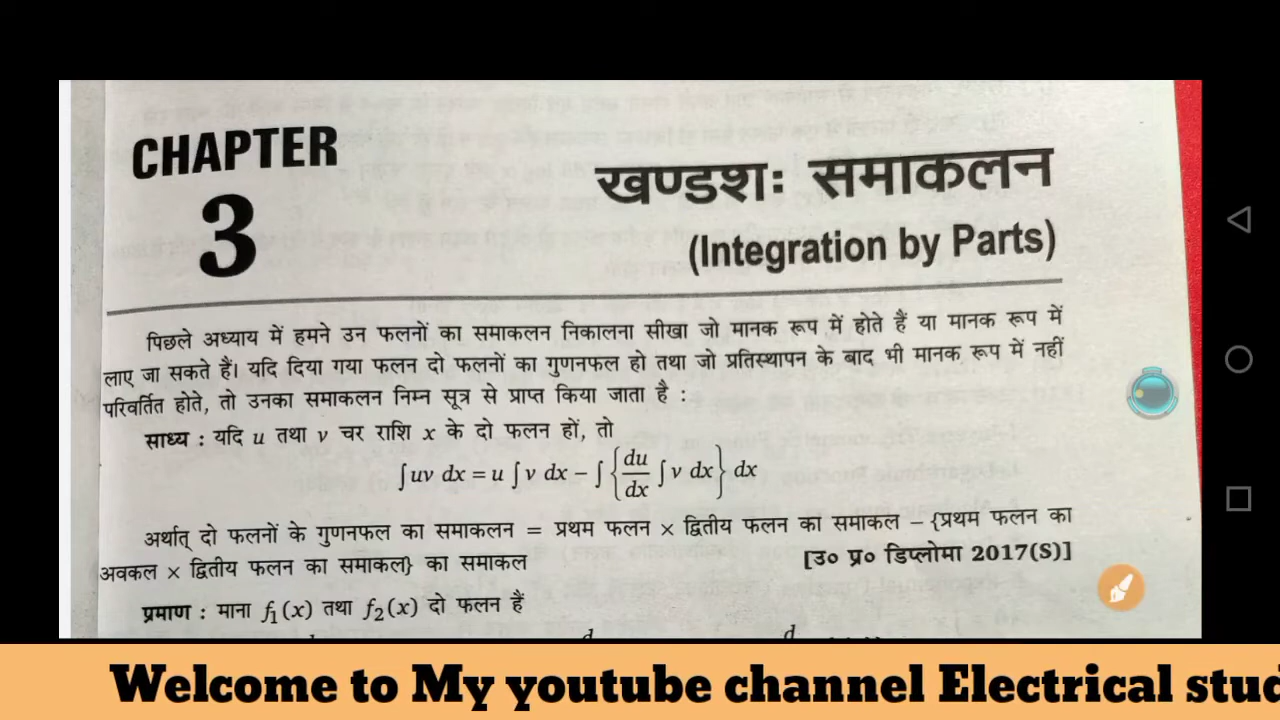 CHAPTER
3
खण्डशः समाकलन
(Integration by Parts)
पिछले अध्याय में हमने उन फलनों का समाकलन निकालना सीखा जो मानक रूप में होते हैं या मानक रूप में
लाए जा सकते हैं। यदि दिया गया फलन दो फलनों का गुणनफल हो तथा जो प्रतिस्थापन के बाद भी मानक रूप में नहीं
परिवर्तित होते, तो उनका समाकलन निम्न सूत्र से प्राप्त किया जाता है :
साध्य : यदि u तथा v चर राशि x के दो फलन हों, तो
∫uv dx = u ∫v dx − ∫{du/dx ∫v dx} dx
अर्थात् दो फलनों के गुणनफल का समाकलन = प्रथम फलन × द्वितीय फलन का समाकल − {प्रथम फलन का
अवकल × द्वितीय फलन का समाकल} का समाकल [उ० प्र० डिप्लोमा 2017(S)]
प्रमाण : माना f₁(x) तथा f₂(x) दो फलन हैं
Welcome to My youtube channel Electrical stud